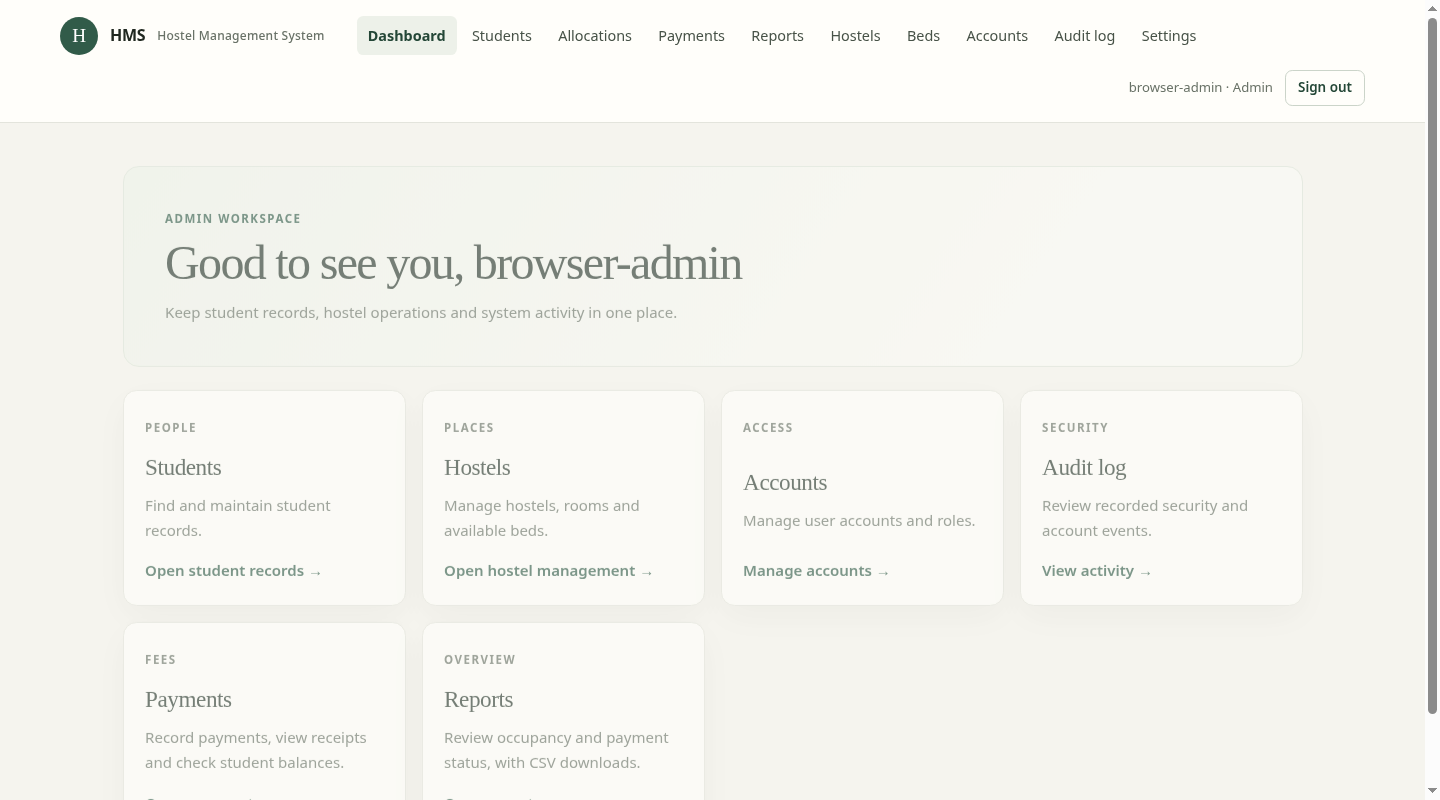 H HMS Hostel Management System Dashboard Students Allocations Payments Reports Hostels Beds Accounts Audit log Settings
browser-admin · Admin Sign out
ADMIN WORKSPACE
Good to see you, browser-admin
Keep student records, hostel operations and system activity in one place.
PEOPLE
Students
Find and maintain student
records.
Open student records →
PLACES
Hostels
Manage hostels, rooms and
available beds.
Open hostel management →
ACCESS
Accounts
Manage user accounts and roles.
Manage accounts →
SECURITY
Audit log
Review recorded security and
account events.
View activity →
FEES
Payments
Record payments, view receipts
and check student balances.
OVERVIEW
Reports
Review occupancy and payment
status, with CSV downloads.